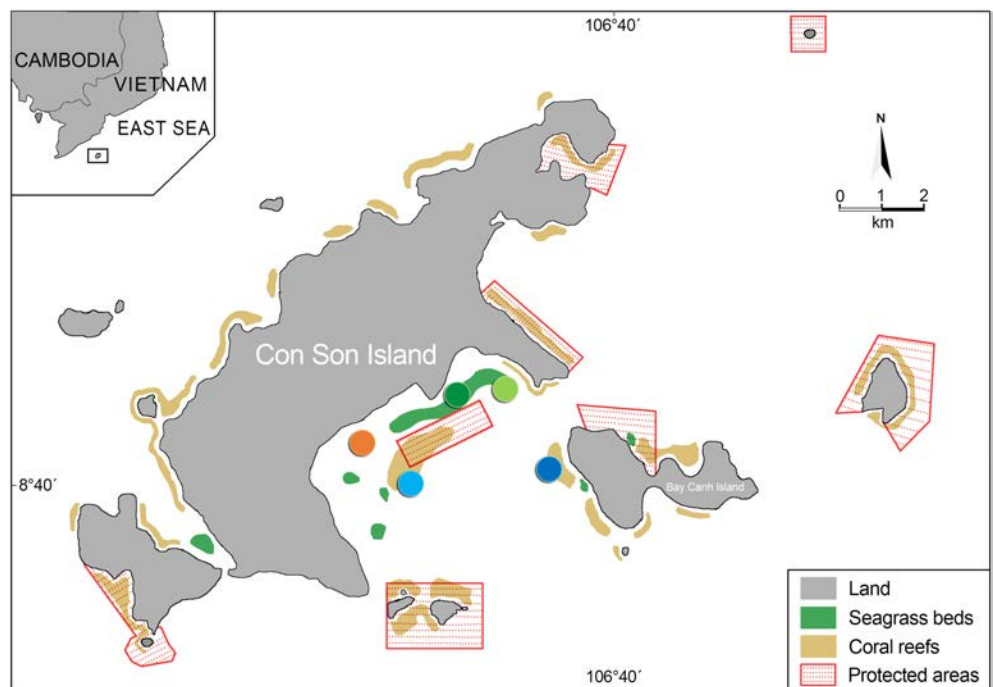 106°40´
CAMBODIA
VIETNAM
EAST SEA
N
0 1 2
km
Con Son Island
8°40´
Bay Canh Island
Land
Seagrass beds
Coral reefs
Protected areas
106°40´